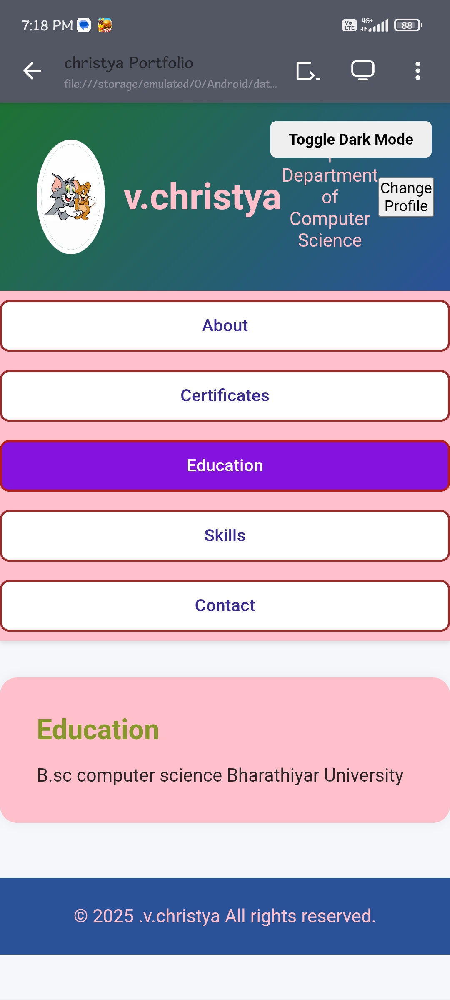 7:18 PM
Vo LTE 4G+ 88
christya Portfolio
file:///storage/emulated/0/Android/dat...
Toggle Dark Mode
v.christya
Department
of
Computer
Science
Change
Profile
About
Certificates
Education
Skills
Contact
Education
B.sc computer science Bharathiyar University
© 2025 .v.christya All rights reserved.